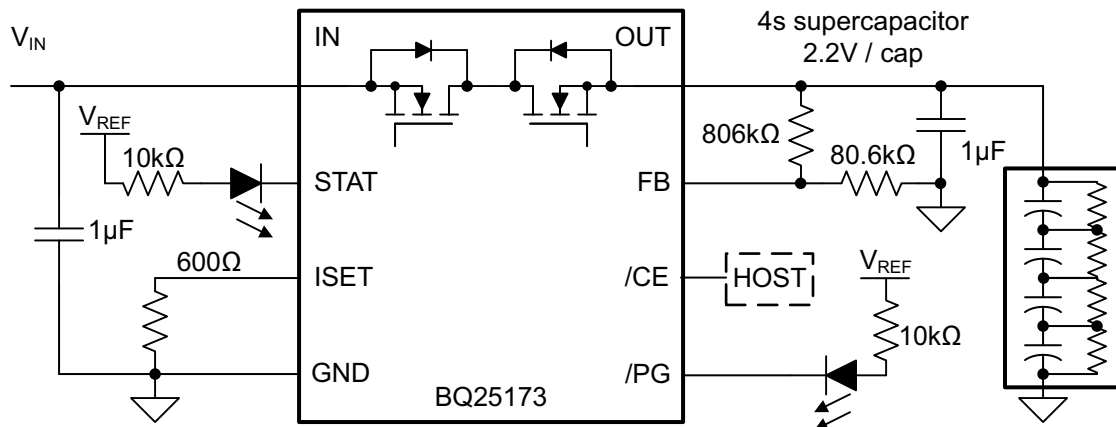 V_IN
IN
OUT
4s supercapacitor
2.2V / cap
V_REF
10kΩ
806kΩ
80.6kΩ
1µF
STAT
FB
1µF
600Ω
ISET
/CE
HOST
V_REF
10kΩ
GND
/PG
BQ25173